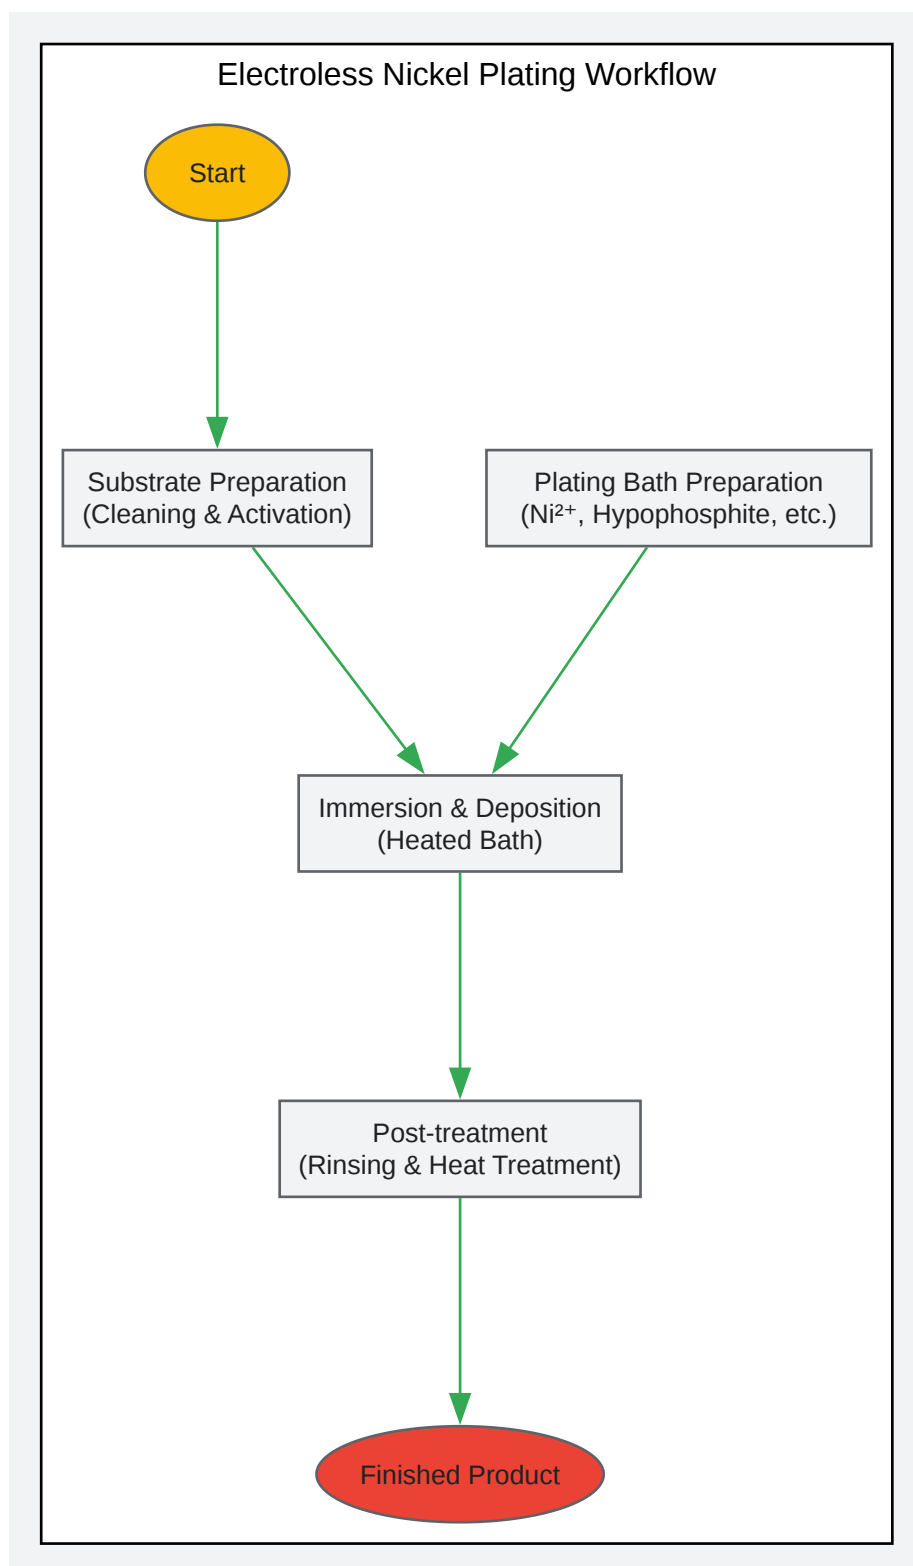 Electroless Nickel Plating Workflow
Start
Substrate Preparation
(Cleaning & Activation)
Plating Bath Preparation
(Ni²⁺, Hypophosphite, etc.)
Immersion & Deposition
(Heated Bath)
Post-treatment
(Rinsing & Heat Treatment)
Finished Product